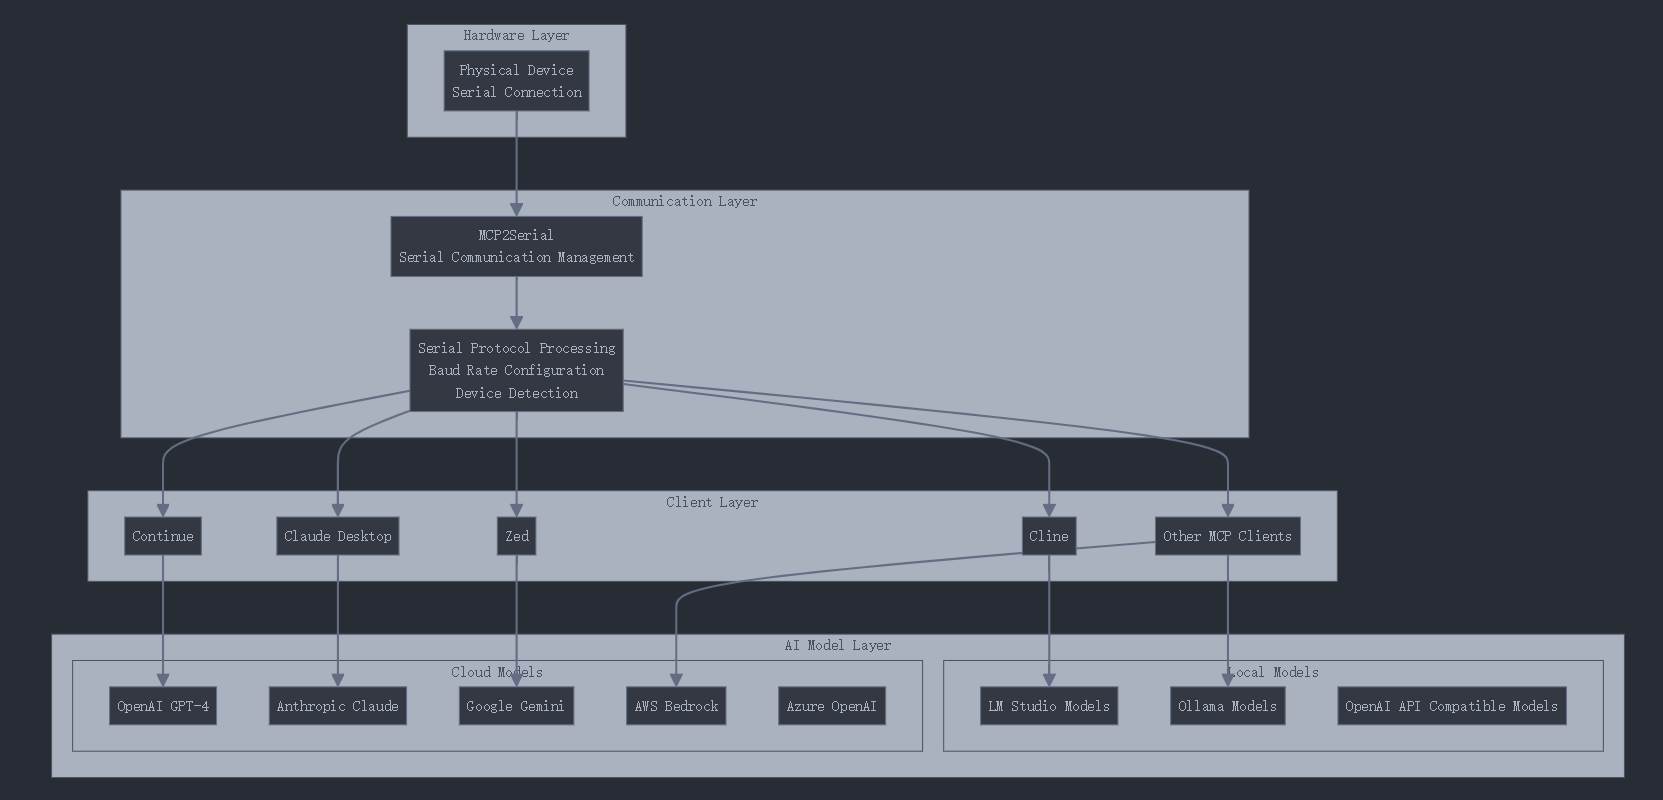 Hardware Layer
Physical Device
Serial Connection
Communication Layer
MCP2Serial
Serial Communication Management
Serial Protocol Processing
Baud Rate Configuration
Device Detection
Client Layer
Continue
Claude Desktop
Zed
Cline
Other MCP Clients
AI Model Layer
Cloud Models
Local Models
OpenAI GPT-4
Anthropic Claude
Google Gemini
AWS Bedrock
Azure OpenAI
LM Studio Models
Ollama Models
OpenAI API Compatible Models